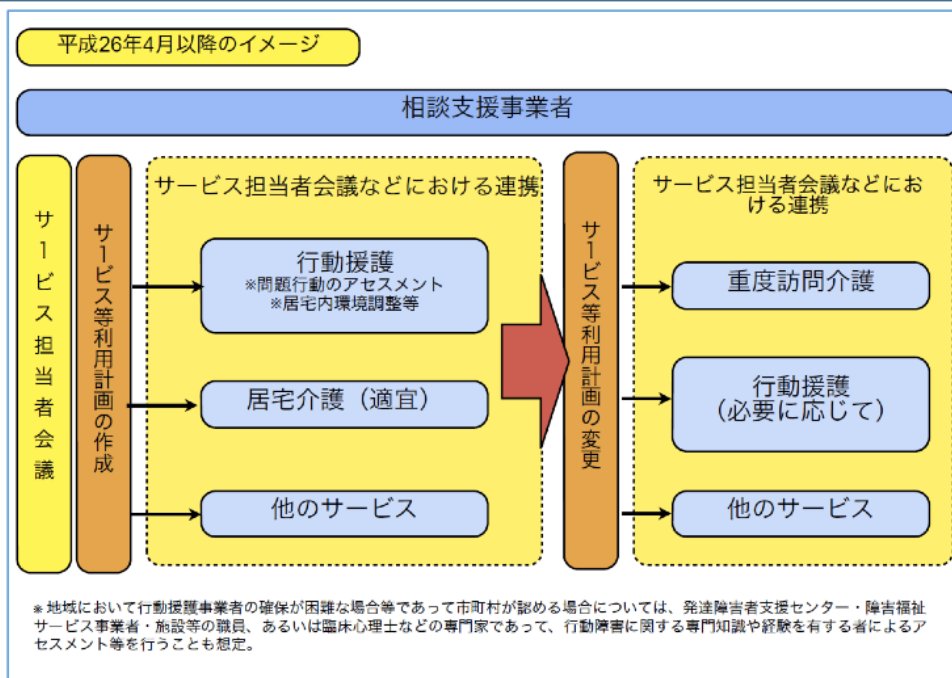 平成26年4月以降のイメージ
相談支援事業者
サービス担当者会議
サービス等利用計画の作成
サービス担当者会議などにおける連携
行動援護
※問題行動のアセスメント
※居宅内環境調整等
居宅介護（適宜）
他のサービス
サービス等利用計画の変更
サービス担当者会議などにお
ける連携
重度訪問介護
行動援護
（必要に応じて）
他のサービス
※ 地域において行動援護事業者の確保が困難な場合等であって市町村が認める場合については、発達障害者支援センター・障害福祉
サービス事業者・施設等の職員、あるいは臨床心理士などの専門家であって、行動障害に関する専門知識や経験を有する者によるア
セスメント等を行うことも想定。